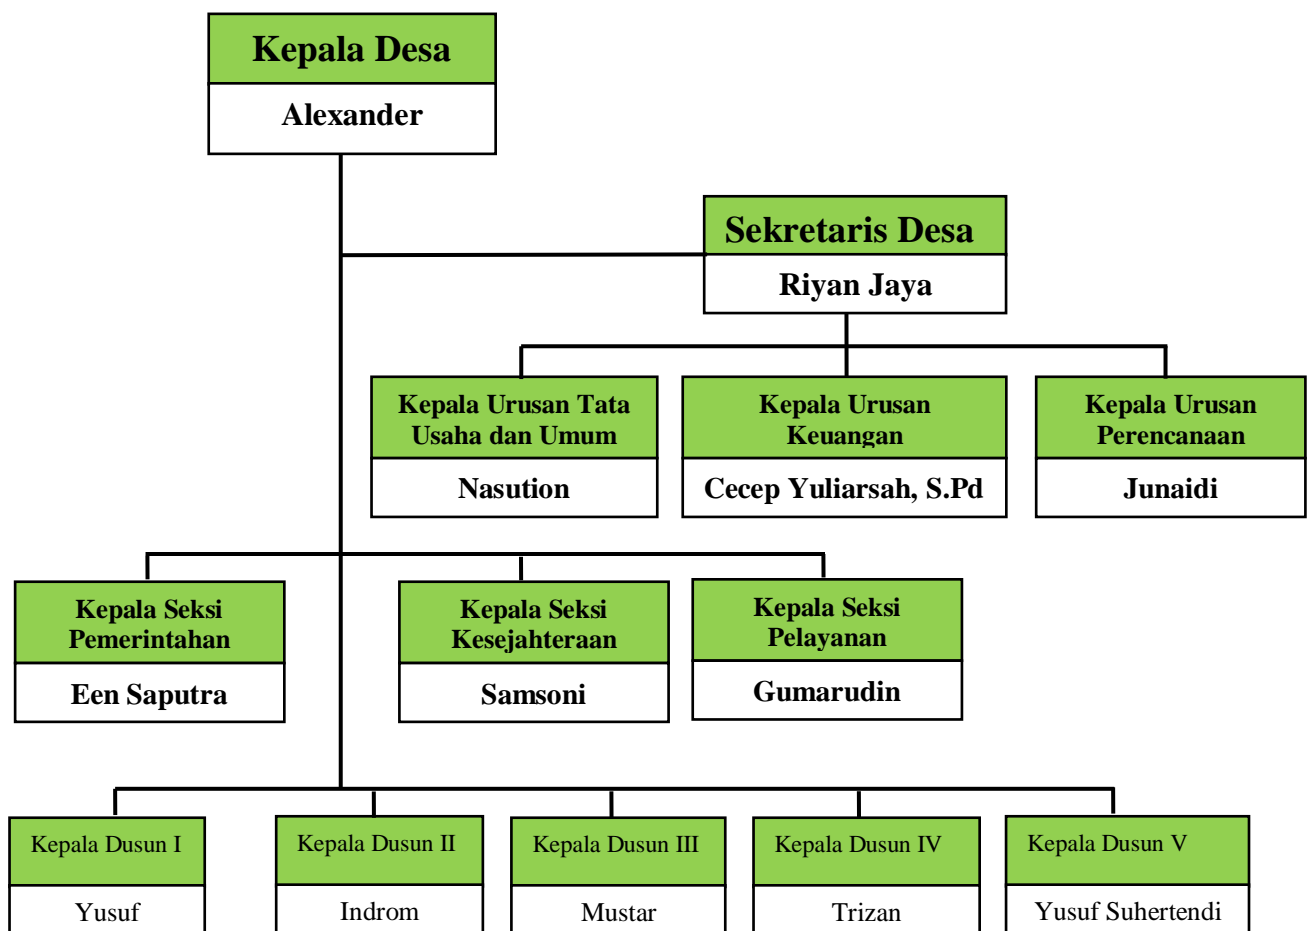 Kepala Desa
Alexander
Sekretaris Desa
Riyan Jaya
Kepala Urusan Tata
Usaha dan Umum
Nasution
Kepala Urusan
Keuangan
Cecep Yuliarsah, S.Pd
Kepala Urusan
Perencanaan
Junaidi
Kepala Seksi
Pemerintahan
Een Saputra
Kepala Seksi
Kesejahteraan
Samsoni
Kepala Seksi
Pelayanan
Gumarudin
Kepala Dusun I
Yusuf
Kepala Dusun II
Indrom
Kepala Dusun III
Mustar
Kepala Dusun IV
Trizan
Kepala Dusun V
Yusuf Suhertendi